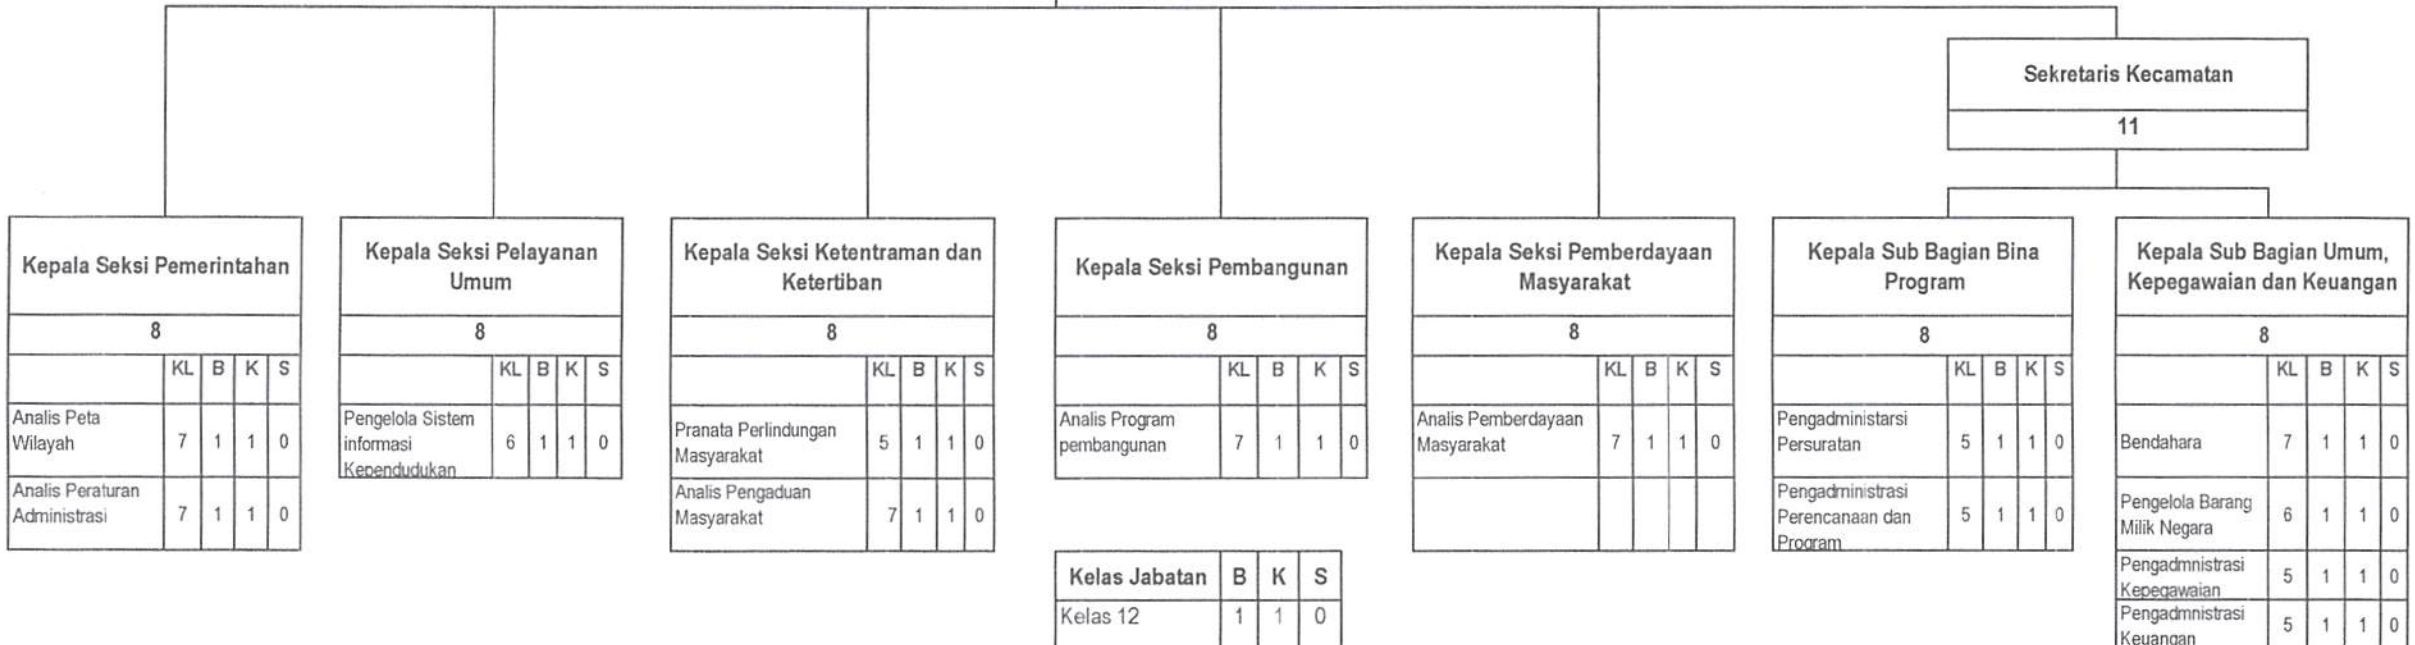 Sekretaris Kecamatan
11
Kepala Seksi Pemerintahan
8
KL B K S
Analis Peta
Wilayah 7 1 1 0
Analis Peraturan
Administrasi 7 1 1 0
Kepala Seksi Pelayanan
Umum
8
KL B K S
Pengelola Sistem
informasi 6 1 1 0
Kependudukan
Kepala Seksi Ketentraman dan
Ketertiban
8
KL B K S
Pranata Perlindungan
Masyarakat 5 1 1 0
Analis Pengaduan
Masyarakat 7 1 1 0
Kepala Seksi Pembangunan
8
KL B K S
Analis Program
pembangunan 7 1 1 0
Kepala Seksi Pemberdayaan
Masyarakat
8
KL B K S
Analis Pemberdayaan
Masyarakat 7 1 1 0
Kepala Sub Bagian Bina
Program
8
KL B K S
Pengadministarsi
Persuratan 5 1 1 0
Pengadministrasi
Perencanaan dan 5 1 1 0
Program
Kepala Sub Bagian Umum,
Kepegawaian dan Keuangan
8
KL B K S
Bendahara 7 1 1 0
Pengelola Barang
Milik Negara 6 1 1 0
Pengadmnistrasi
Kepegawaian 5 1 1 0
Pengadmnistrasi
Keuangan 5 1 1 0
Kelas Jabatan B K S
Kelas 12 1 1 0